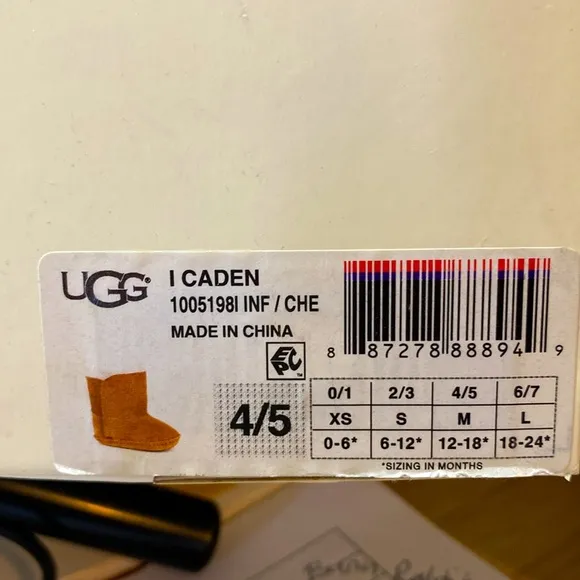 UGG®
I CADEN
1005198I INF / CHE
MADE IN CHINA
EPC™
8 87278 88894 9
4/5
0/1 2/3 4/5 6/7
XS S M L
0-6* 6-12* 12-18* 18-24*
*SIZING IN MONTHS